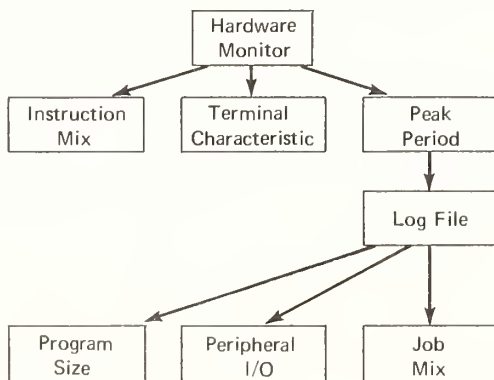 Hardware
Monitor
Instruction
Mix
Terminal
Characteristic
Peak
Period
Log File
Program
Size
Peripheral
I/O
Job
Mix